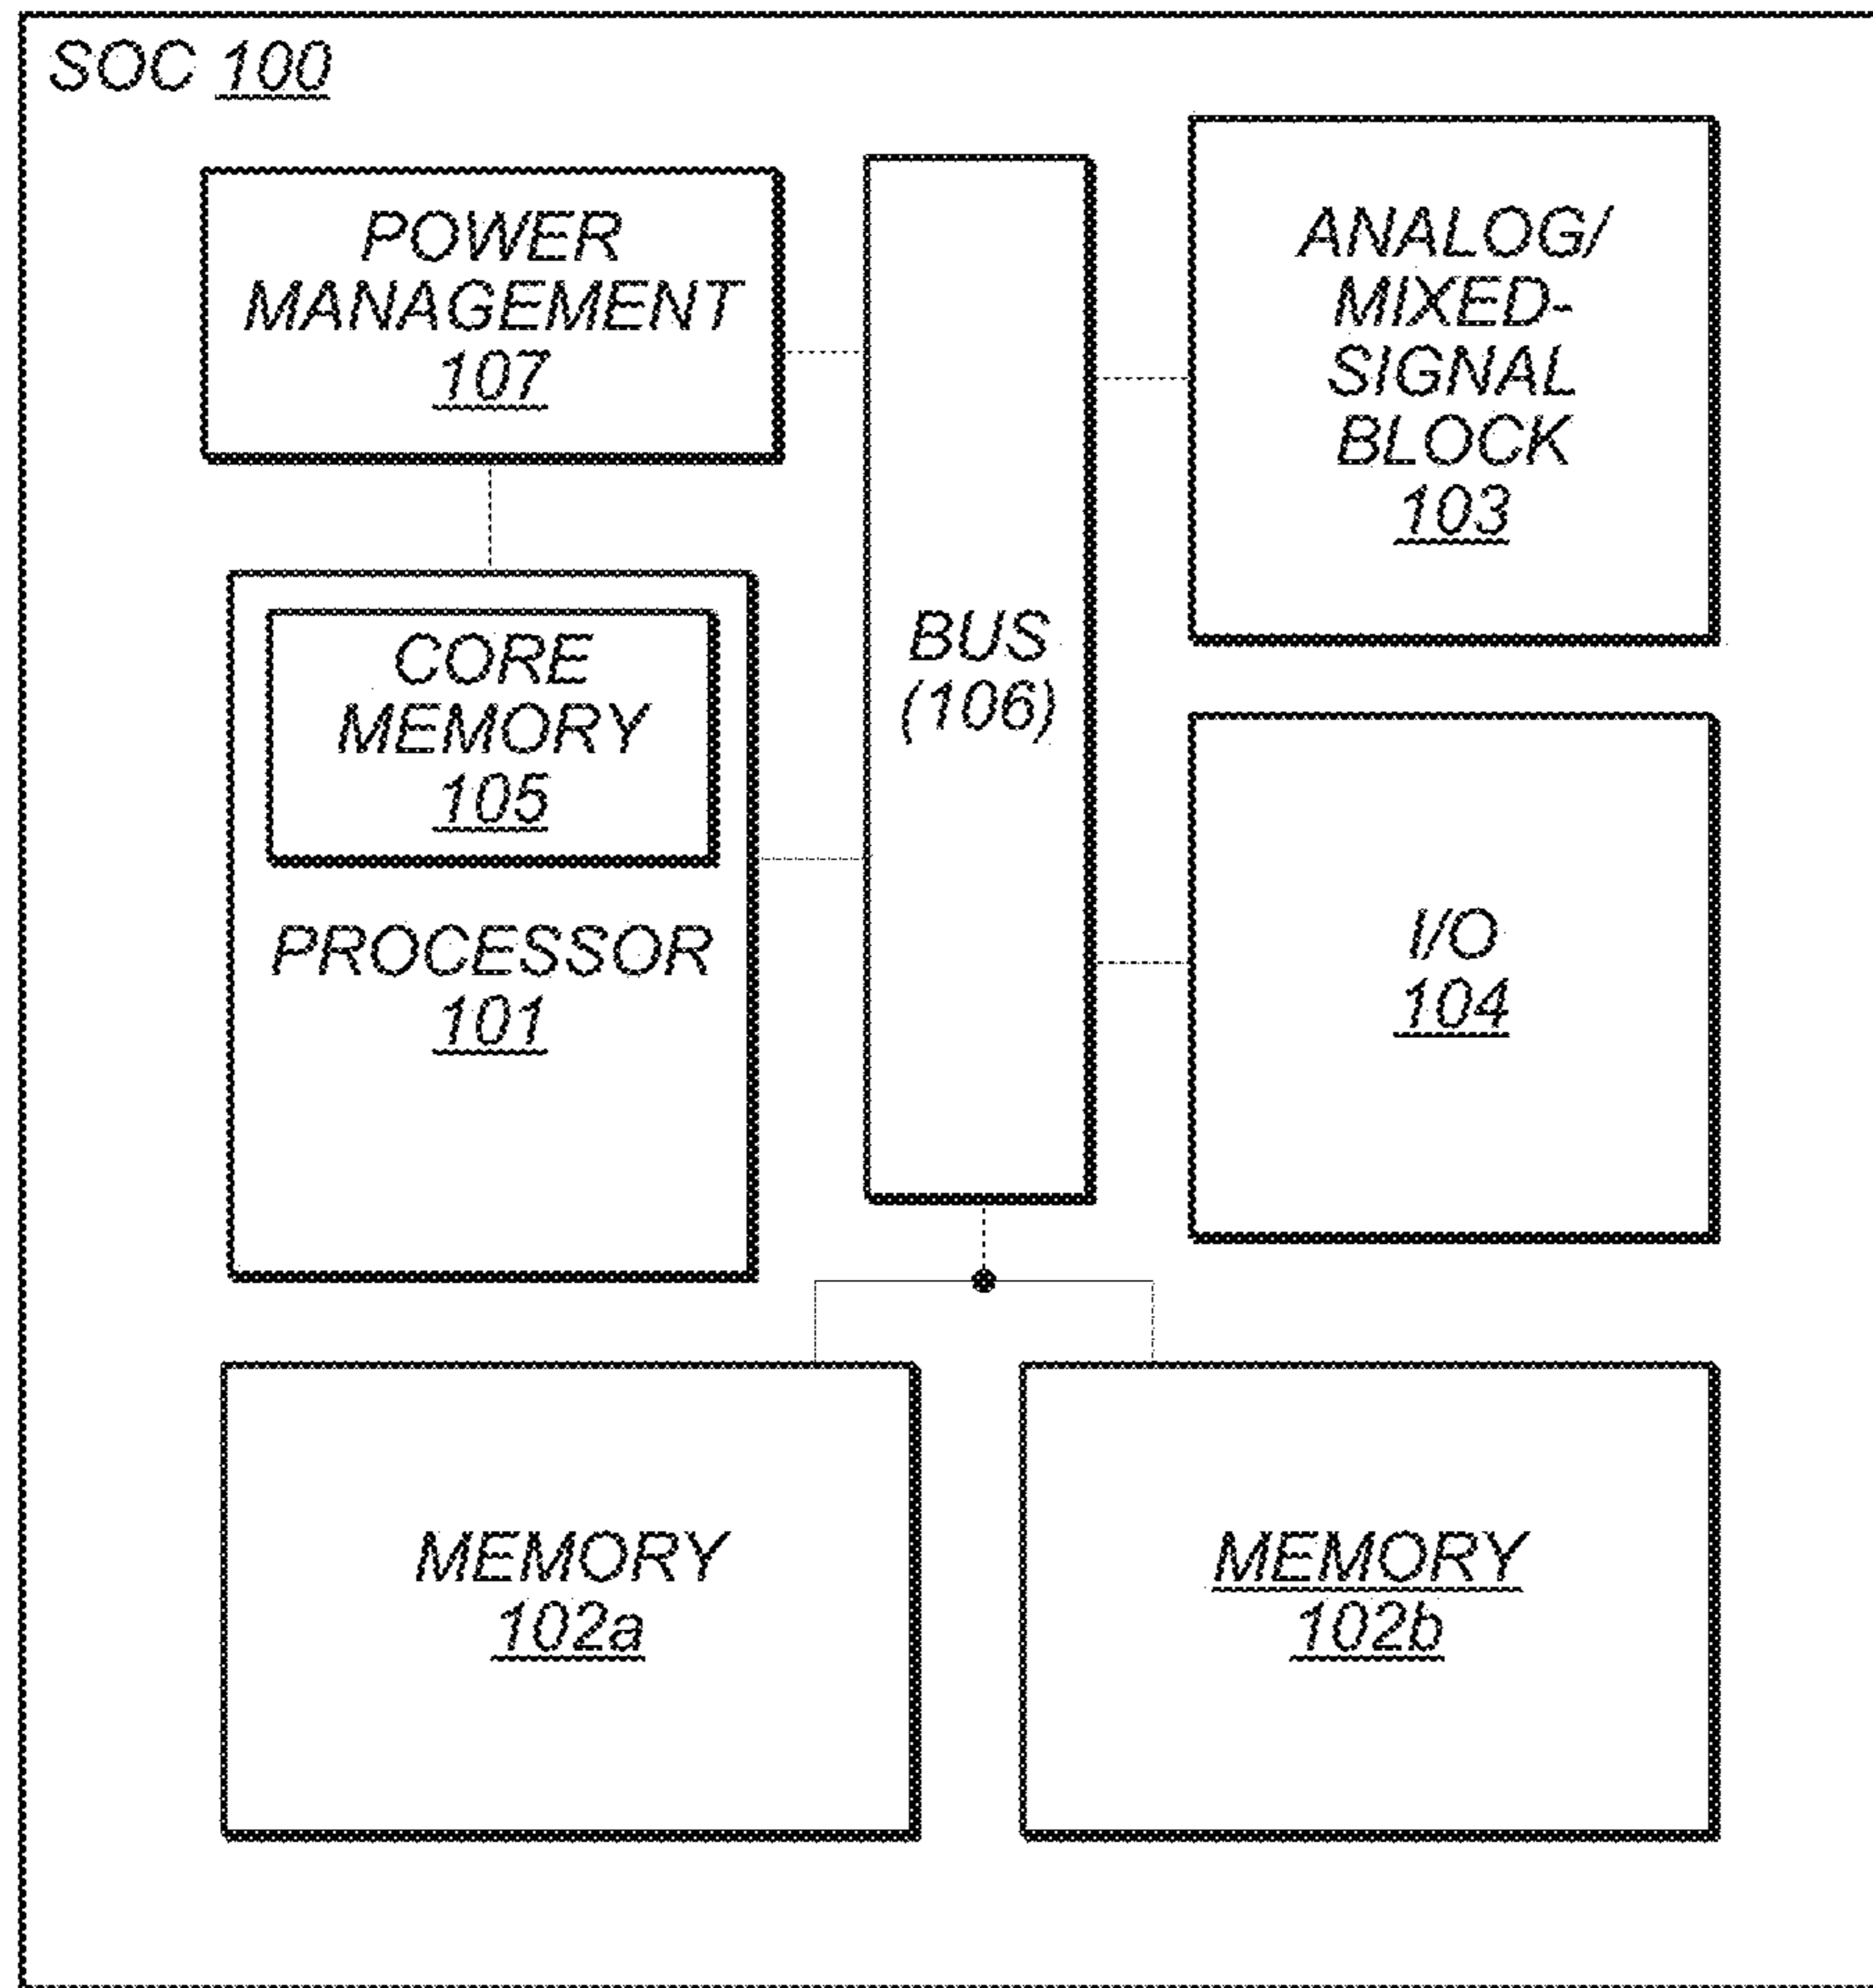 SOC 100
POWER
MANAGEMENT
107
ANALOG/
MIXED-
SIGNAL
BLOCK
103
CORE
MEMORY
105
PROCESSOR
101
BUS
(106)
I/O
104
MEMORY
102a
MEMORY
102b